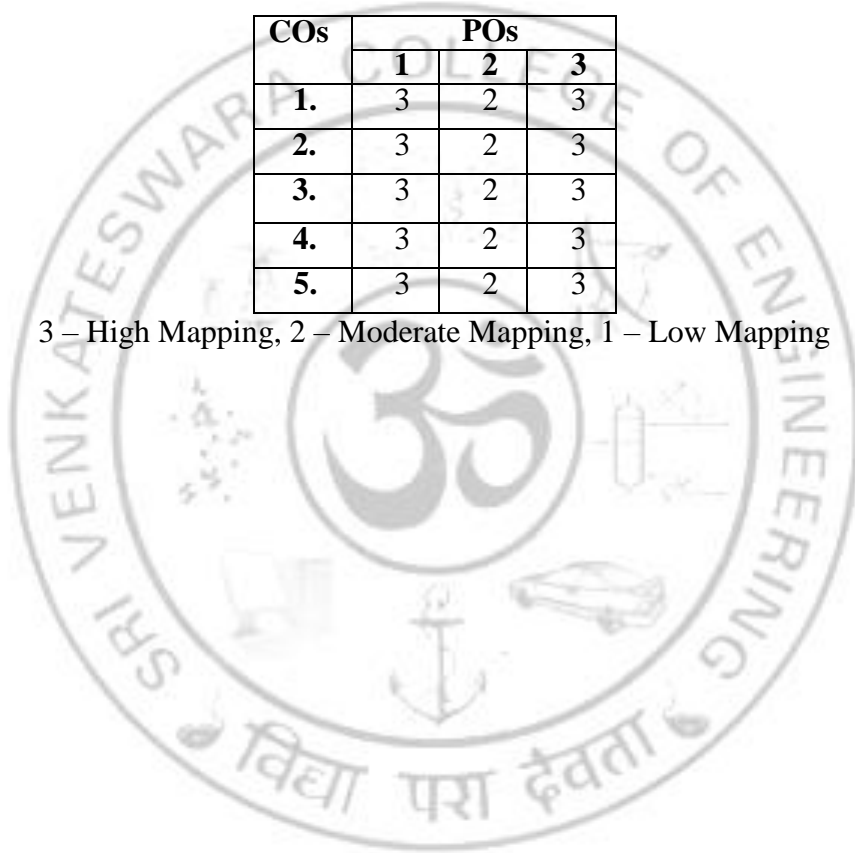 COs POs
1 2 3
1. 3 2 3
2. 3 2 3
3. 3 2 3
4. 3 2 3
5. 3 2 3
3 – High Mapping, 2 – Moderate Mapping, 1 – Low Mapping
SRI VENKATESWARA COLLEGE OF ENGINEERING
ॐ
विद्या परा देवता